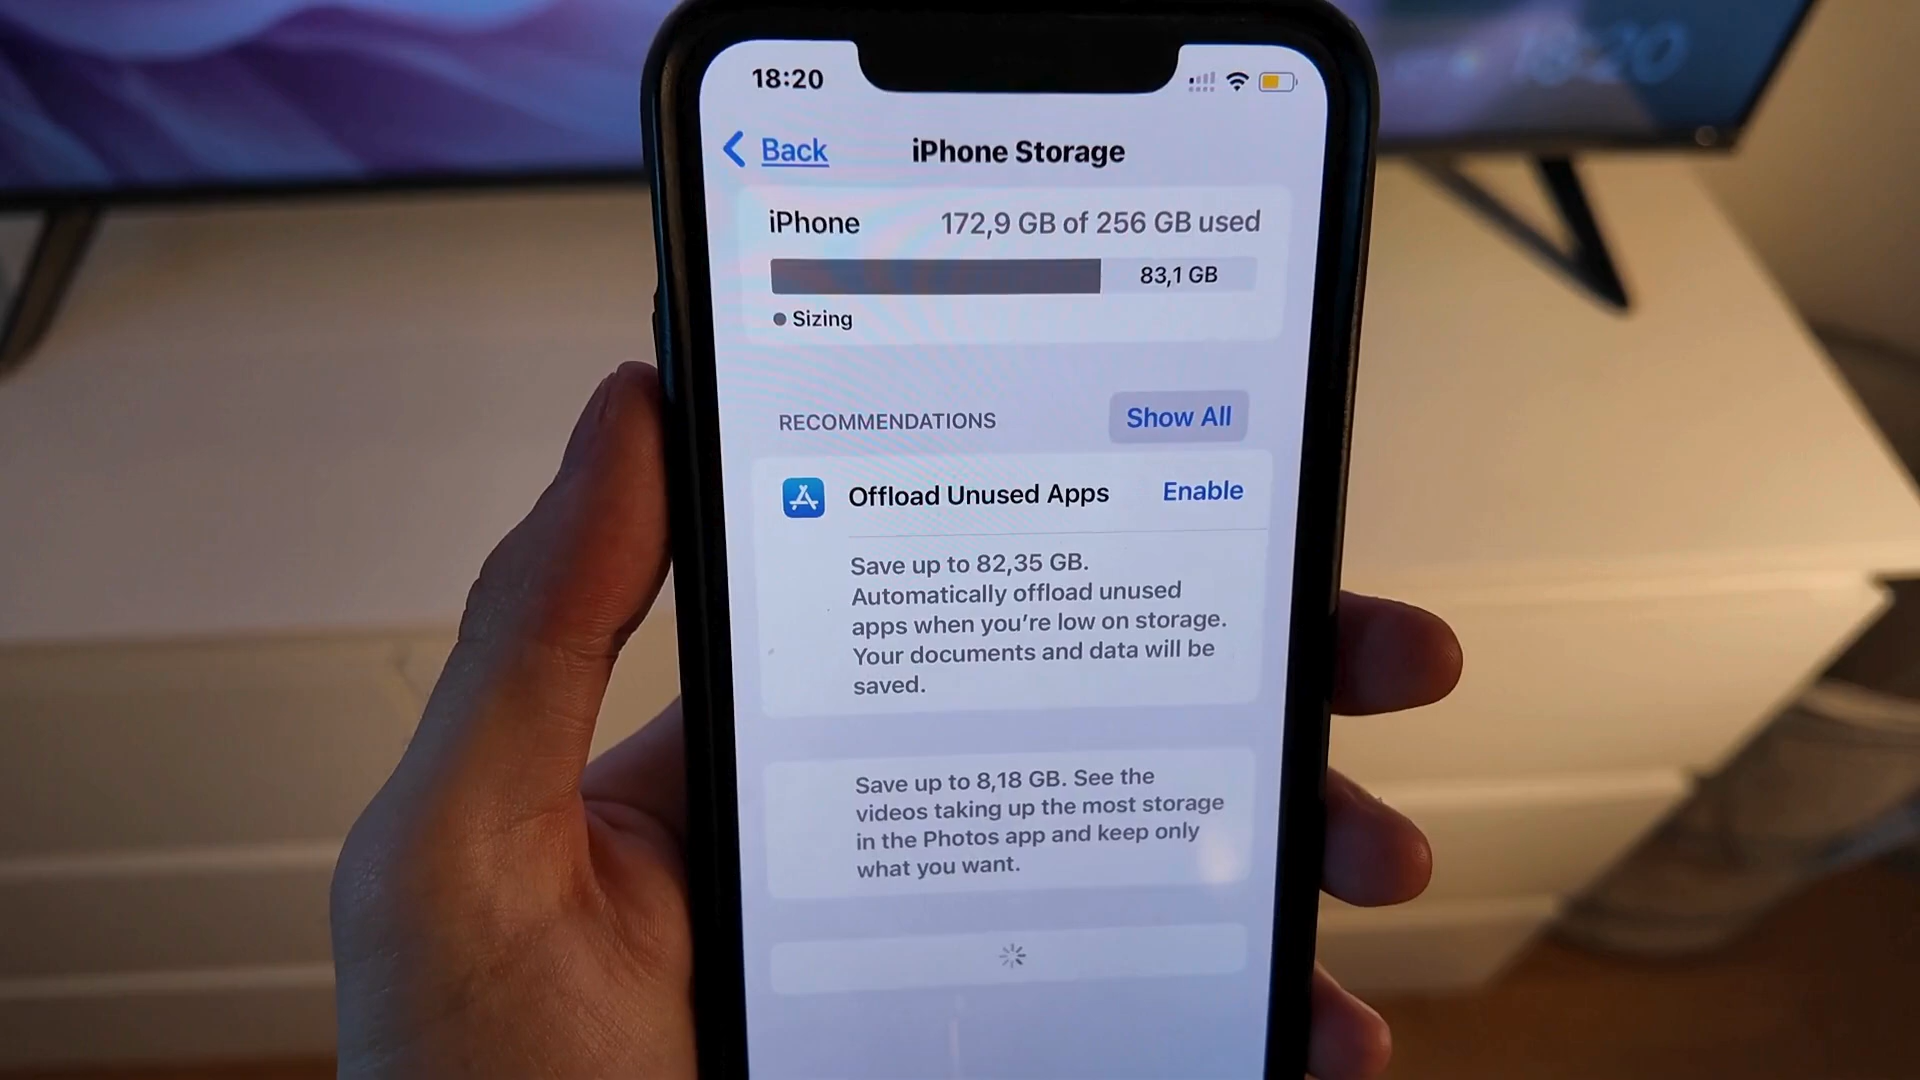 18:20
Back
iPhone Storage
iPhone
172,9 GB of 256 GB used
83,1 GB
Sizing
RECOMMENDATIONS
Show All
Offload Unused Apps
Enable
Save up to 82,35 GB.
Automatically offload unused
apps when you’re low on storage.
Your documents and data will be
saved.
Save up to 8,18 GB. See the
videos taking up the most storage
in the Photos app and keep only
what you want.